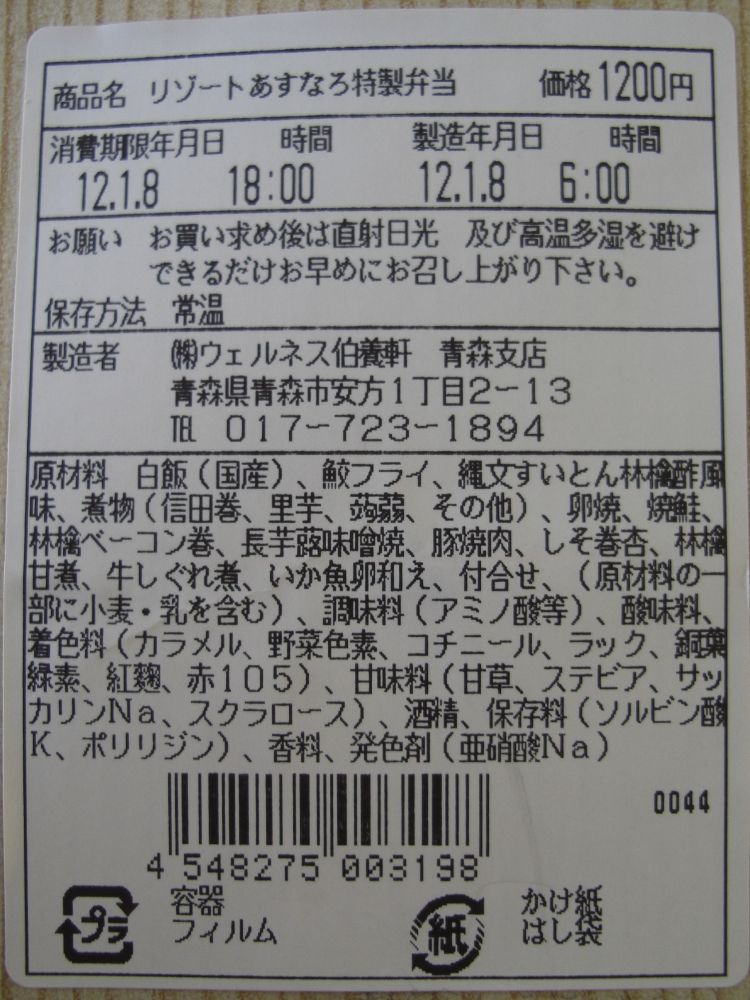 商品名 リゾートあすなろ特製弁当 価格1200円
消費期限年月日 時間 製造年月日 時間
12.1.8 18:00 12.1.8 6:00
お願い お買い求め後は直射日光 及び高温多湿を避け
できるだけお早めにお召し上がり下さい。
保存方法 常温
製造者 ㈱ウェルネス伯養軒 青森支店
青森県青森市安方1丁目2-13
TEL 017-723-1894
原材料 白飯(国産)、鮫フライ、縄文すいとん林檎酢風
味、煮物(信田巻、里芋、蒟蒻、その他)、卵焼、焼鮭、
林檎ベーコン巻、長芋蕗味噌焼、豚焼肉、しそ巻杏、林檎
甘煮、牛しぐれ煮、いか魚卵和え、付合せ、(原材料の一
部に小麦・乳を含む)、調味料(アミノ酸等)、酸味料、
着色料(カラメル、野菜色素、コチニール、ラック、銅葉
緑素、紅麹、赤105)、甘味料(甘草、ステビア、サッ
カリンNa、スクラロース)、酒精、保存料(ソルビン酸
K、ポリリジン)、香料、発色剤(亜硝酸Na)
0044
4 548275 003198
プラ 容器 紙 かけ紙
フィルム はし袋